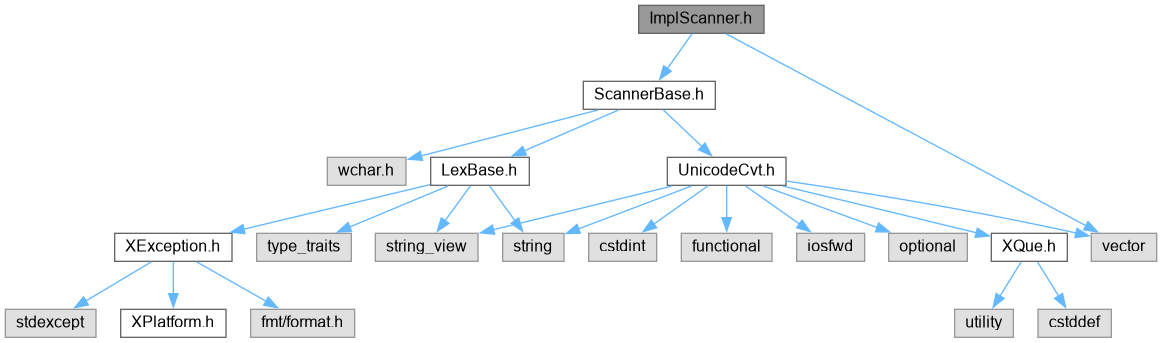 ImplScanner.h
ScannerBase.h
wchar.h
LexBase.h
UnicodeCvt.h
XException.h
type_traits
string_view
string
cstdint
functional
iosfwd
optional
XQue.h
vector
stdexcept
XPlatform.h
fmt/format.h
utility
cstddef